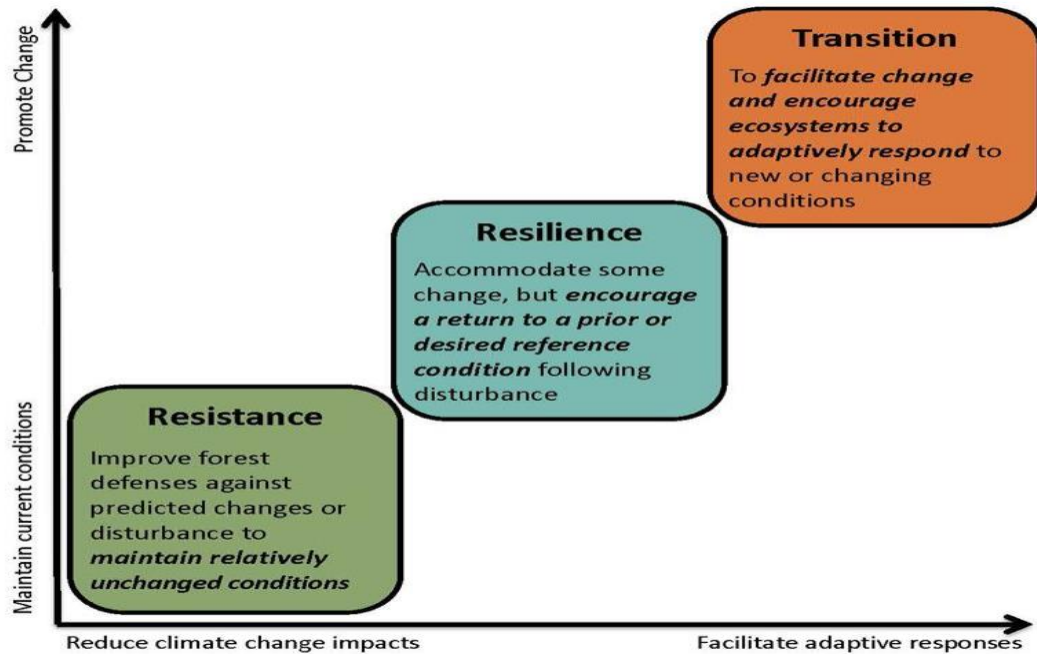 Promote Change
Maintain current conditions
Transition
To facilitate change
and encourage
ecosystems to
adaptively respond to
new or changing
conditions
Resilience
Accommodate some
change, but encourage
a return to a prior or
desired reference
condition following
disturbance
Resistance
Improve forest
defenses against
predicted changes or
disturbance to
maintain relatively
unchanged conditions
Reduce climate change impacts
Facilitate adaptive responses